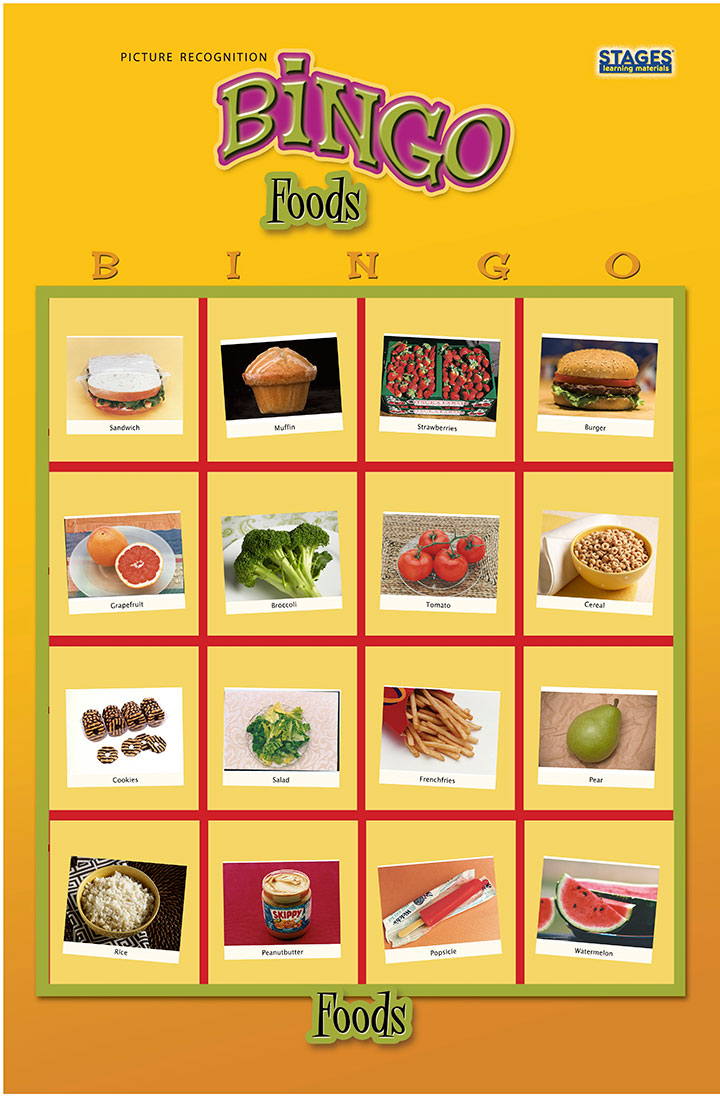 PICTURE RECOGNITION
STAGES
learning materials
BiNGO
Foods
B I N G O
Sandwich
Muffin
Strawberries
Burger
Grapefruit
Broccoli
Tomato
Cereal
Cookies
Salad
Frenchfries
Pear
Rice
SKIPPY
Peanutbutter
Popsicle
Watermelon
Foods